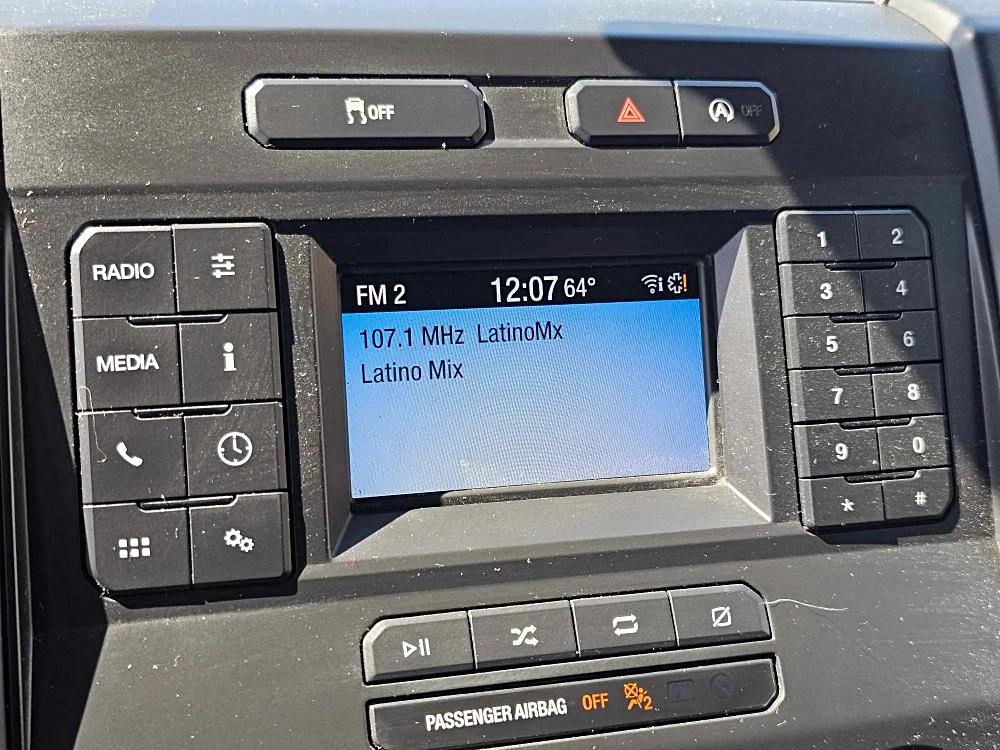 OFF
OFF
RADIO
MEDIA
i
FM 2 12:07 64° i !
107.1 MHz LatinoMx
Latino Mix
1 2
3 4
5 6
7 8
9 0
* #
PASSENGER AIRBAG OFF 2